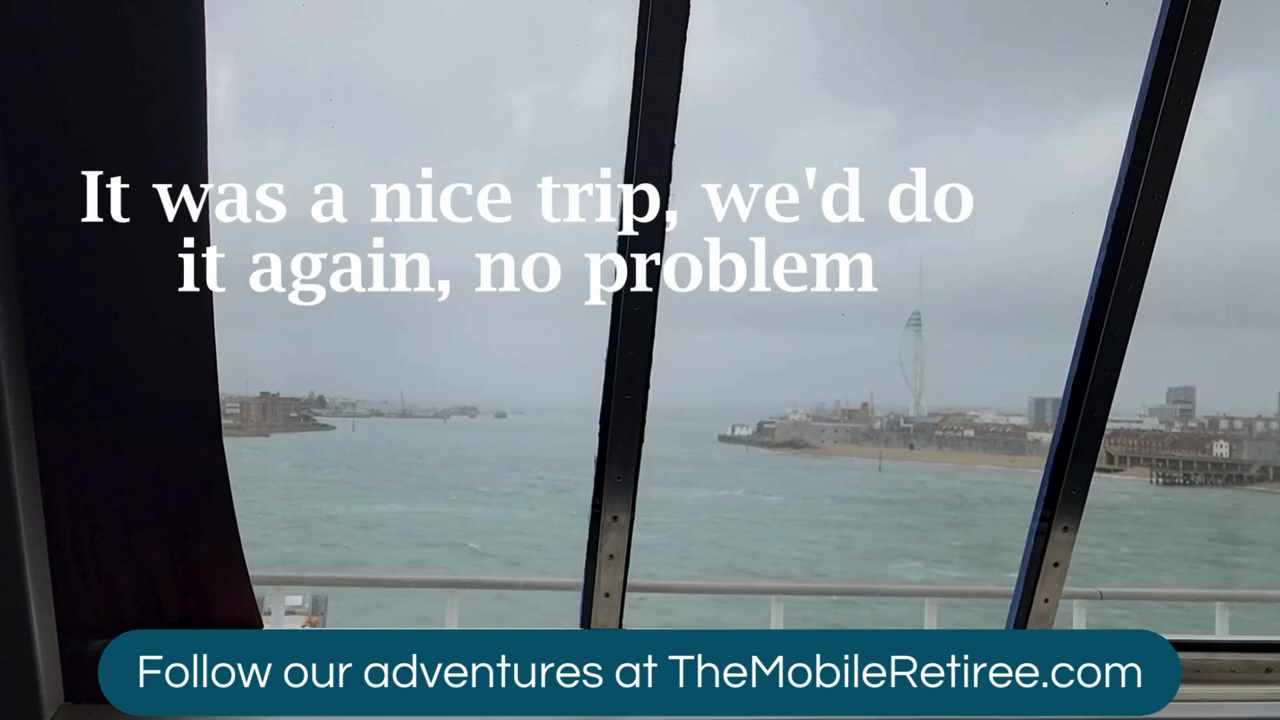 It was a nice trip, we'd do
it again, no problem
Follow our adventures at TheMobileRetiree.com